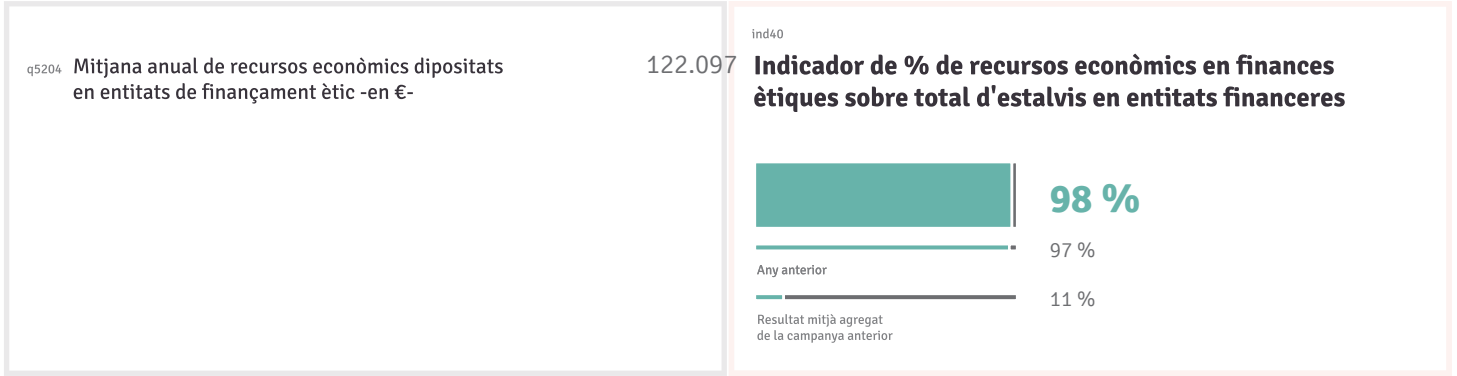 q5204 Mitjana anual de recursos econòmics dipositats 122.097
en entitats de finançament ètic -en €-
ind40
Indicador de % de recursos econòmics en finances
ètiques sobre total d'estalvis en entitats financeres
98 %
97 %
Any anterior
11 %
Resultat mitjà agregat
de la campanya anterior